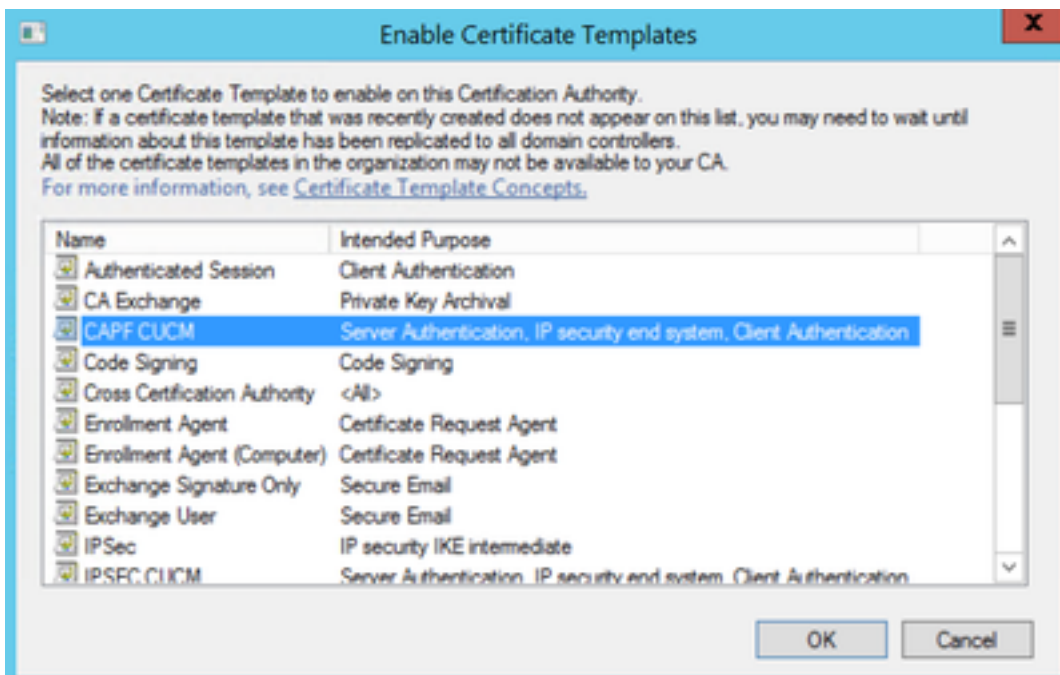 Enable Certificate Templates
X
Select one Certificate Template to enable on this Certification Authority.
Note: If a certificate template that was recently created does not appear on this list, you may need to wait until
information about this template has been replicated to all domain controllers.
All of the certificate templates in the organization may not be available to your CA.
For more information, see Certificate Template Concepts.
Name Intended Purpose
Authenticated Session Client Authentication
CA Exchange Private Key Archival
CAPF CUCM Server Authentication, IP security end system, Client Authentication
Code Signing Code Signing
Cross Certification Authority <All>
Enrollment Agent Certificate Request Agent
Enrollment Agent (Computer) Certificate Request Agent
Exchange Signature Only Secure Email
Exchange User Secure Email
IPSec IP security IKE intermediate
IPSEC CUCM Server Authentication, IP security end system, Client Authentication
OK Cancel